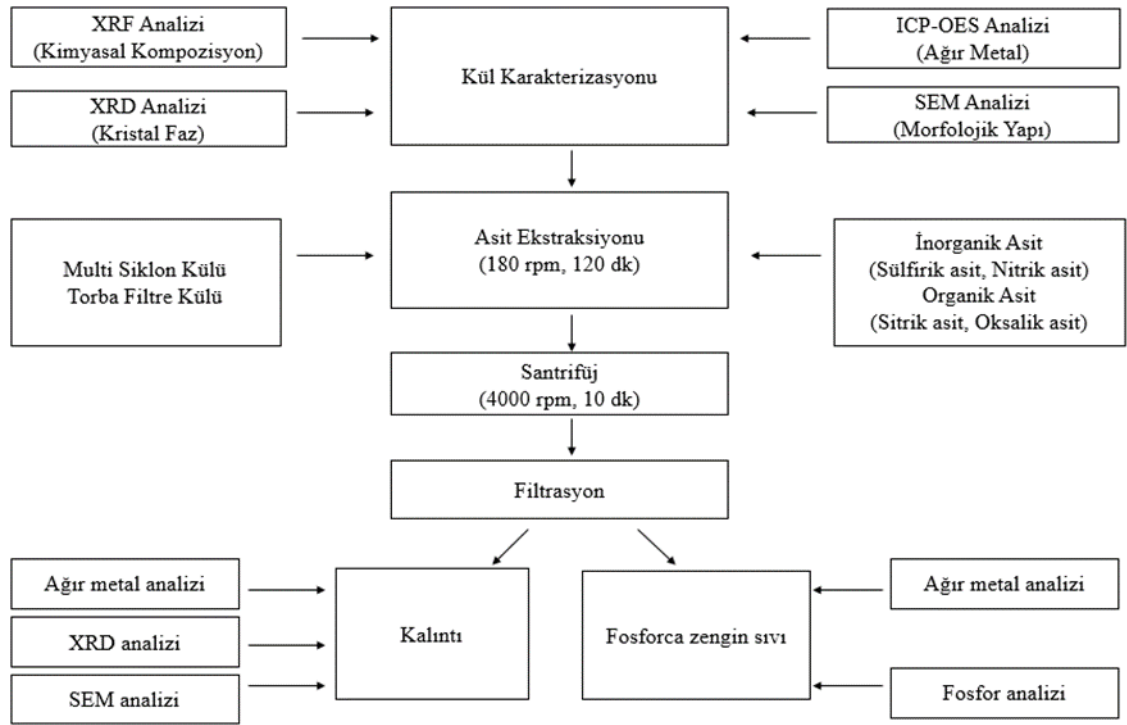 XRF Analizi
(Kimyasal Kompozisyon)
XRD Analizi
(Kristal Faz)
Kül Karakterizasyonu
ICP-OES Analizi
(Ağır Metal)
SEM Analizi
(Morfolojik Yapı)
Multi Siklon Külü
Torba Filtre Külü
Asit Ekstraksiyonu
(180 rpm, 120 dk)
İnorganik Asit
(Sülfirik asit, Nitrik asit)
Organik Asit
(Sitrik asit, Oksalik asit)
Santrifüj
(4000 rpm, 10 dk)
Filtrasyon
Ağır metal analizi
XRD analizi
SEM analizi
Kalıntı
Fosforca zengin sıvı
Ağır metal analizi
Fosfor analizi